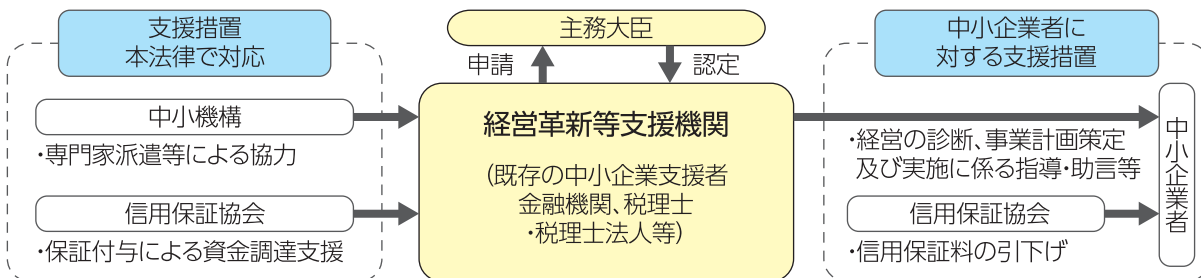 支援措置
本法律で対応
中小機構
・専門家派遣等による協力
信用保証協会
・保証付与による資金調達支援
主務大臣
申請
認定
経営革新等支援機関
(既存の中小企業支援者
金融機関、税理士
・税理士法人等)
中小企業者に
対する支援措置
・経営の診断、事業計画策定
及び実施に係る指導・助言等
信用保証協会
・信用保証料の引下げ
中小企業者